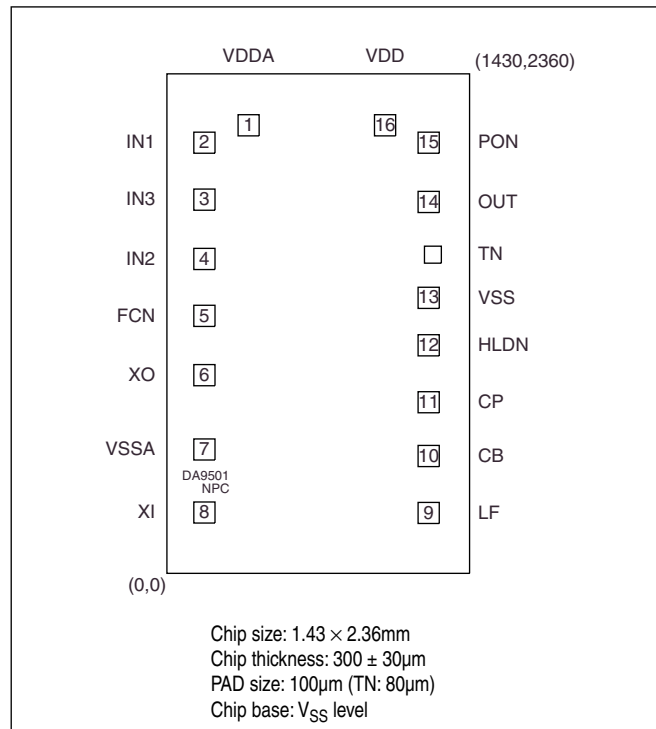 VDDA VDD (1430,2360)
1 16
IN1 2 15 PON
IN3 3 14 OUT
IN2 4 TN
13 VSS
FCN 5
12 HLDN
XO 6
11 CP
VSSA 7 10 CB
DA9501
NPC
XI 8 9 LF
(0,0)
Chip size: 1.43 × 2.36mm
Chip thickness: 300 ± 30µm
PAD size: 100µm (TN: 80µm)
Chip base: VSS level